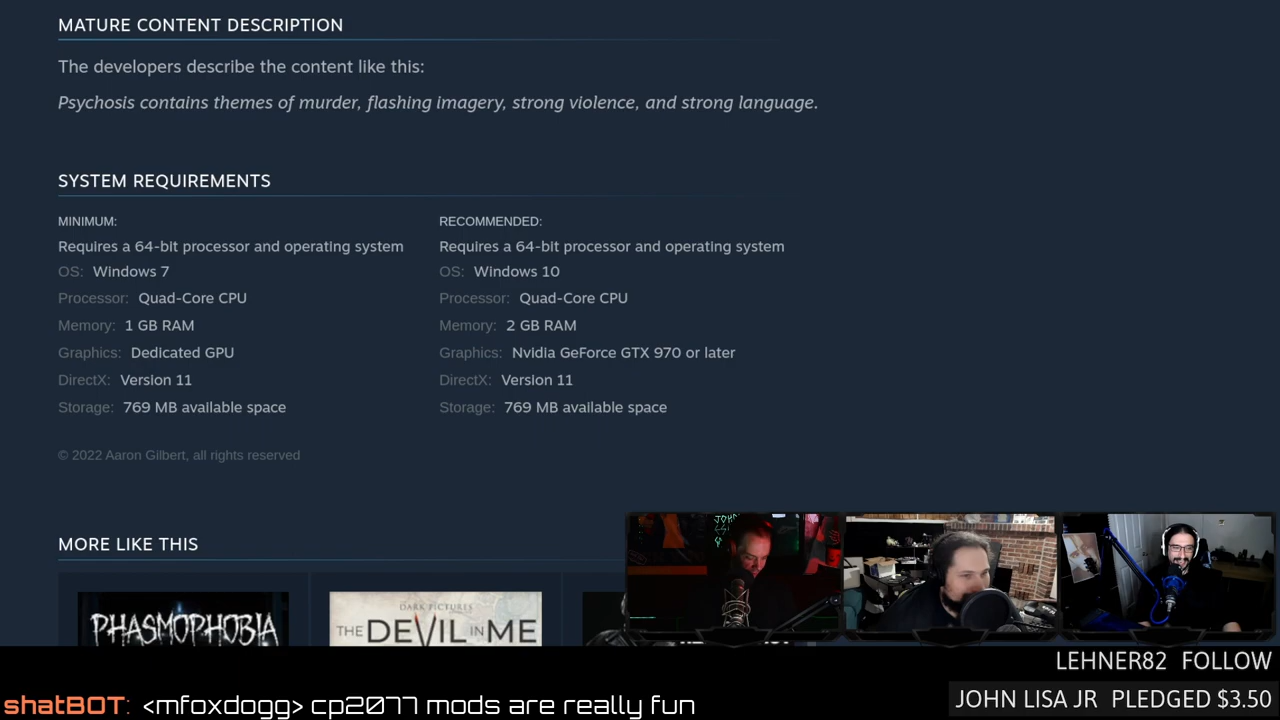 MATURE CONTENT DESCRIPTION
The developers describe the content like this:
Psychosis contains themes of murder, flashing imagery, strong violence, and strong language.
SYSTEM REQUIREMENTS
MINIMUM:
Requires a 64-bit processor and operating system
OS: Windows 7
Processor: Quad-Core CPU
Memory: 1 GB RAM
Graphics: Dedicated GPU
DirectX: Version 11
Storage: 769 MB available space
RECOMMENDED:
Requires a 64-bit processor and operating system
OS: Windows 10
Processor: Quad-Core CPU
Memory: 2 GB RAM
Graphics: Nvidia GeForce GTX 970 or later
DirectX: Version 11
Storage: 769 MB available space
© 2022 Aaron Gilbert, all rights reserved
MORE LIKE THIS
PHASMOPHOBIA
DARK PICTURES
THE DEVIL IN ME
LEHNER82 FOLLOW
JOHN LISA JR PLEDGED $3.50
shatBOT: <mfoxdogg> cp2077 mods are really fun